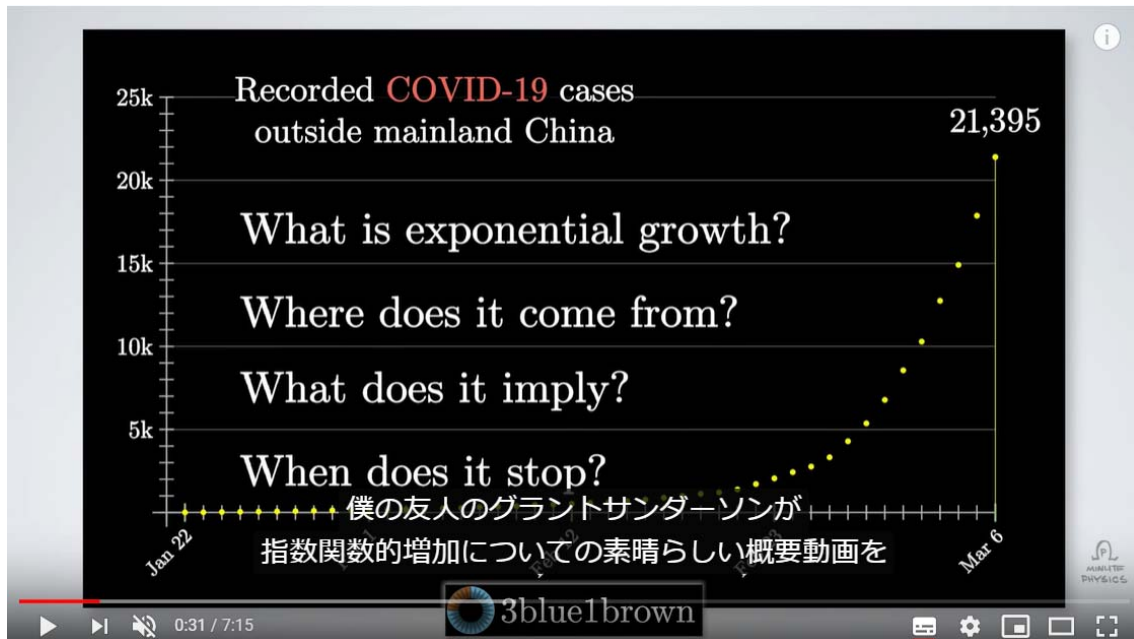 25k
Recorded COVID-19 cases
outside mainland China
21,395
20k
What is exponential growth?
15k
Where does it come from?
10k
What does it imply?
5k
When does it stop?
僕の友人のグラントサンダーソンが
指数関数的増加についての素晴らしい概要動画を
Jan 22
Mar 6
MINUTE
PHYSICS
3blue1brown
0:31 / 7:15